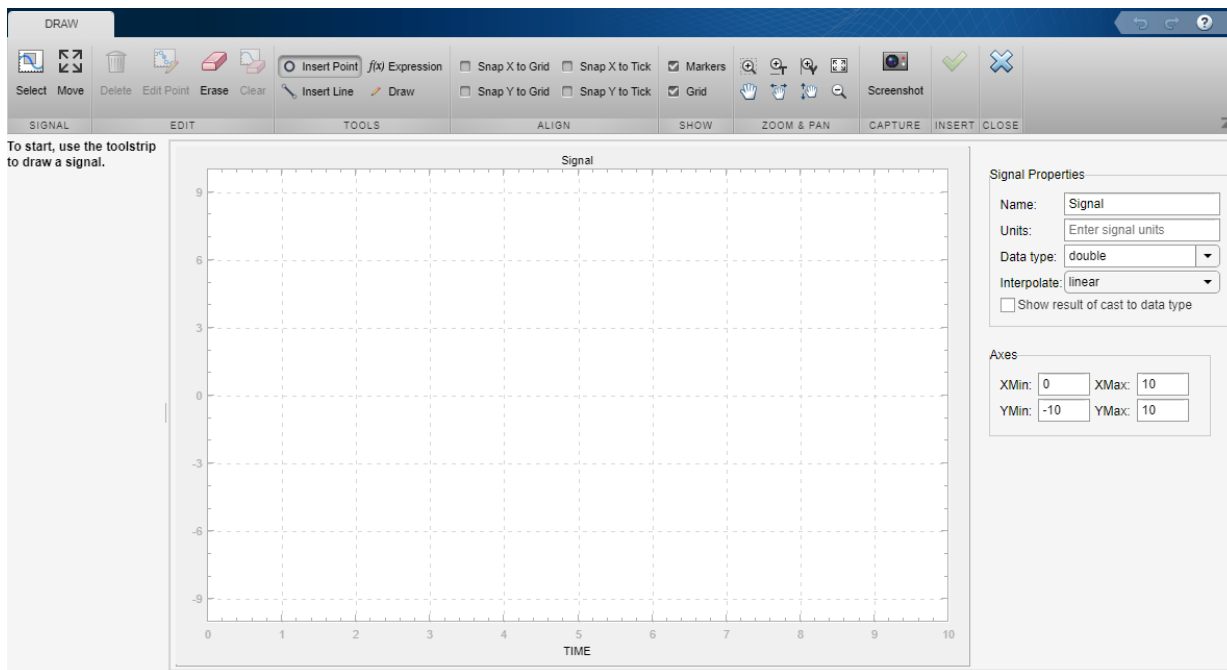 DRAW
?
Select Move Delete Edit Point Erase Clear Insert Point f(x) Expression Snap X to Grid Snap X to Tick Markers
Insert Line Draw Snap Y to Grid Snap Y to Tick Grid Screenshot
SIGNAL EDIT TOOLS ALIGN SHOW ZOOM & PAN CAPTURE INSERT CLOSE
To start, use the toolstrip
to draw a signal.
Signal
9
6
3
0
-3
-6
-9
0 1 2 3 4 5 6 7 8 9 10
TIME
Signal Properties
Name: Signal
Units: Enter signal units
Data type: double
Interpolate: linear
Show result of cast to data type
Axes
XMin: 0 XMax: 10
YMin: -10 YMax: 10